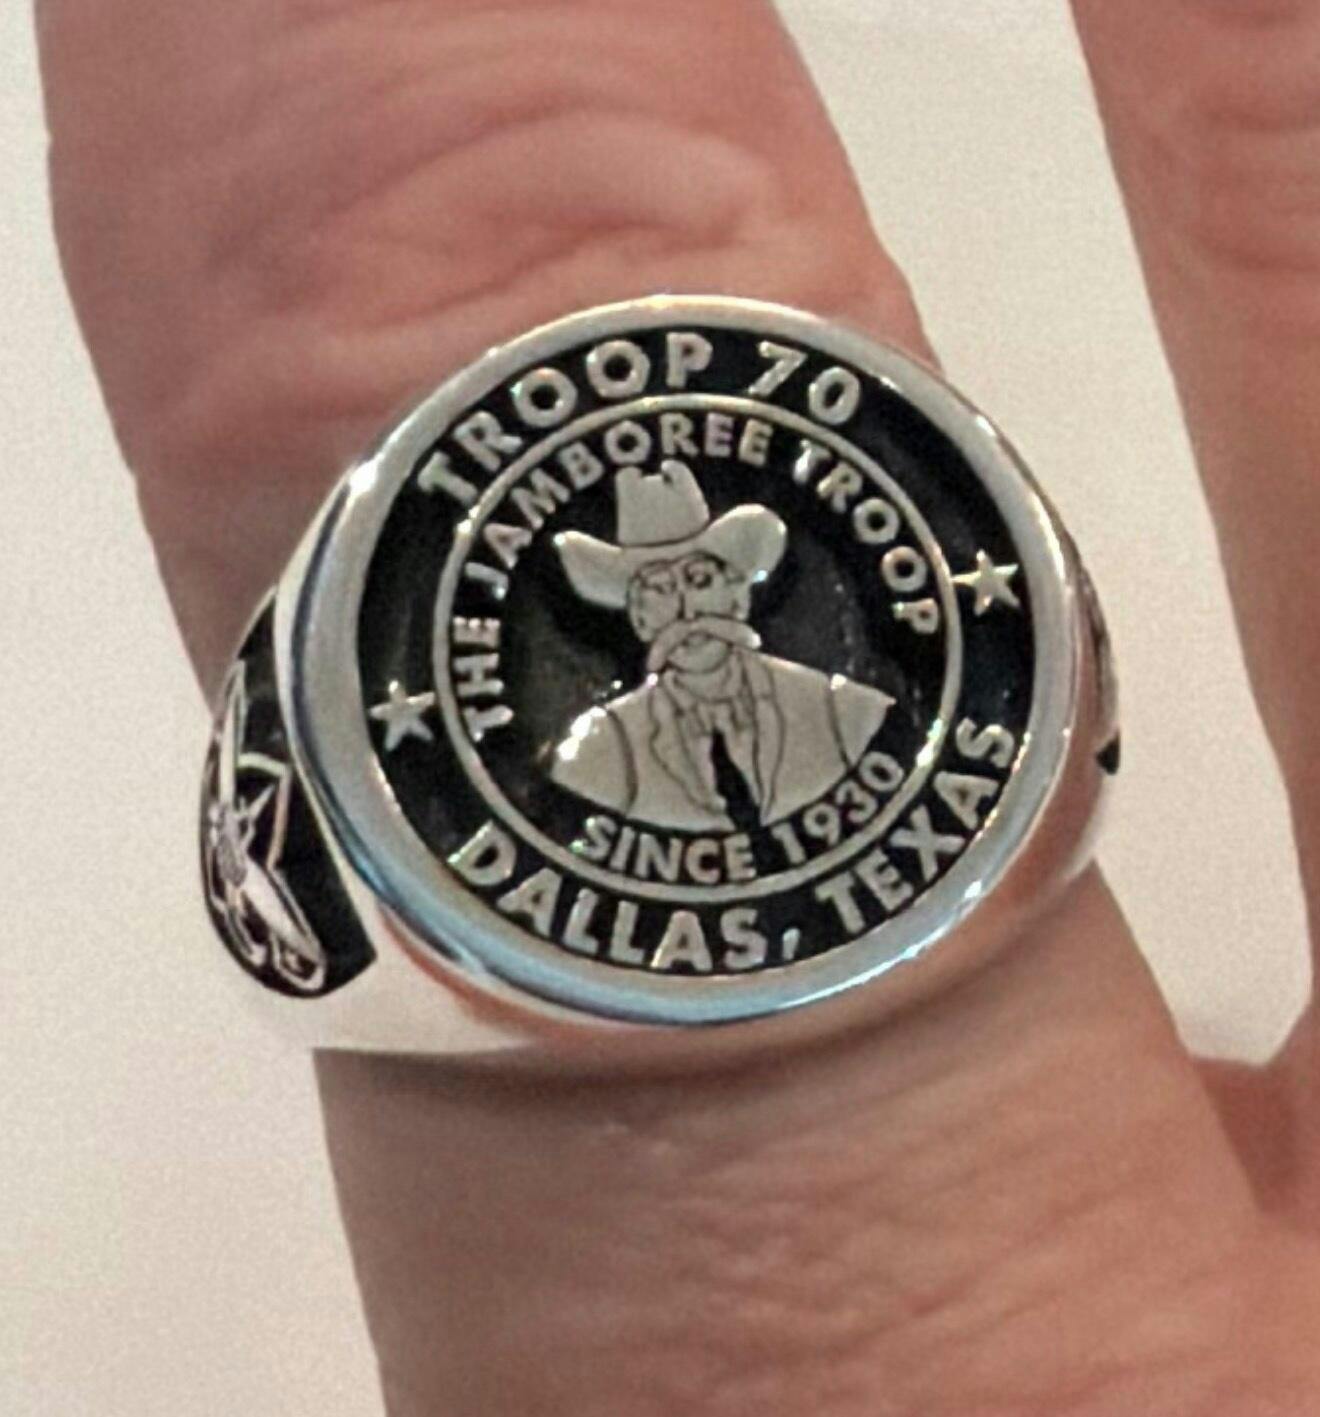 TROOP 70
THE JAMBOREE TROOP
SINCE 1930
DALLAS, TEXAS